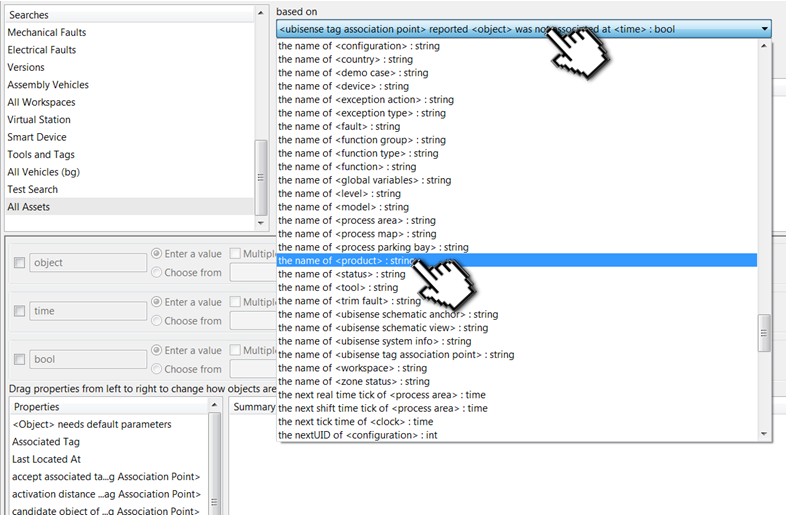 Searches
Mechanical Faults
Electrical Faults
Versions
Assembly Vehicles
All Workspaces
Virtual Station
Smart Device
Tools and Tags
All Vehicles (bg)
Test Search
All Assets
based on
<ubisense tag association point> reported <object> was not associated at <time> : bool
the name of <configuration> : string
the name of <country> : string
the name of <demo case> : string
the name of <device> : string
the name of <exception action> : string
the name of <exception type> : string
the name of <fault> : string
the name of <function group> : string
the name of <function type> : string
the name of <function> : string
the name of <global variables> : string
the name of <level> : string
the name of <model> : string
the name of <process area> : string
the name of <process map> : string
the name of <process parking bay> : string
the name of <product> : string
the name of <status> : string
the name of <tool> : string
the name of <trim fault> : string
the name of <ubisense schematic anchor> : string
the name of <ubisense schematic view> : string
the name of <ubisense system info> : string
the name of <ubisense tag association point> : string
the name of <workspace> : string
the name of <zone status> : string
the next real time tick of <process area> : time
the next shift time tick of <process area> : time
the next tick time of <clock> : time
the nextUID of <configuration> : int
object
Enter a value
Multiple
Choose from
time
Enter a value
Multiple
Choose from
bool
Enter a value
Multiple
Choose from
Drag properties from left to right to change how objects are
Properties
<Object> needs default parameters
Associated Tag
Last Located At
accept associated ta...g Association Point>
activation distance ...ag Association Point>
candidate object of ...g Association Point>
Summary